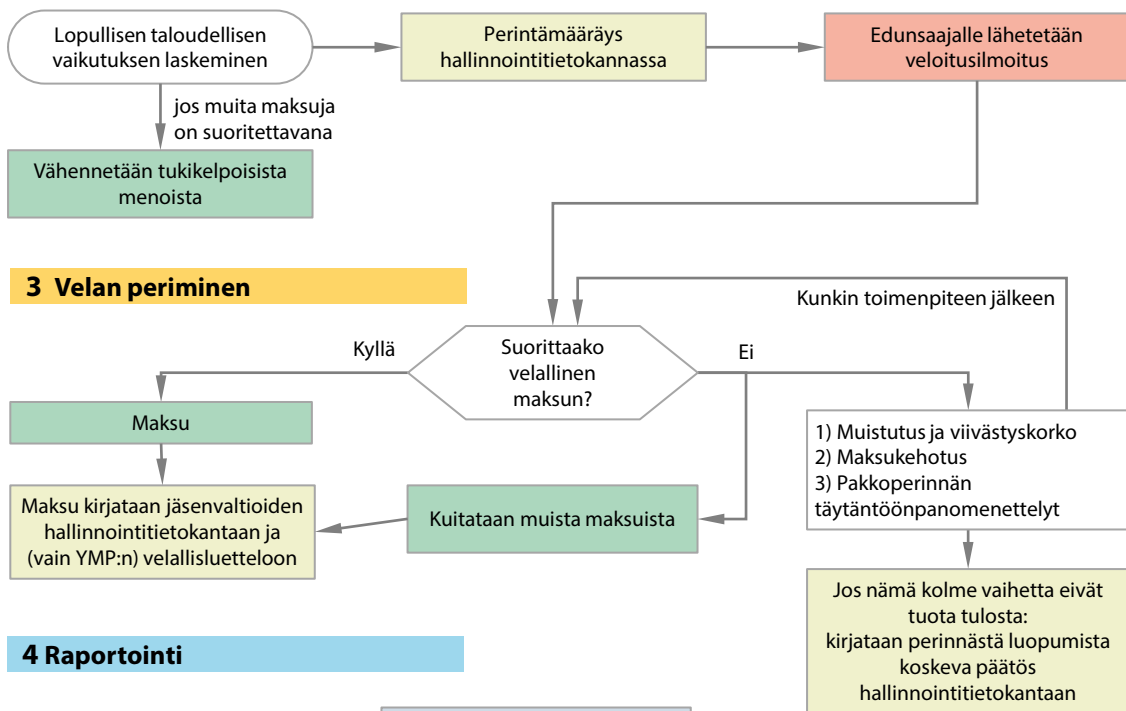 Lopullisen taloudellisen
vaikutuksen laskeminen
Perintämääräys
hallinnointitietokannassa
Edunsaajalle lähetetään
veloitusilmoitus
jos muita maksuja
on suoritettavana
Vähennetään tukikelpoisista
menoista
3 Velan periminen
Kunkin toimenpiteen jälkeen
Kyllä
Suorittaako
velallinen
maksun?
Ei
Maksu
1) Muistutus ja viivästyskorko
2) Maksukehotus
3) Pakkoperinnän
täytäntöönpanomenettelyt
Maksu kirjataan jäsenvaltioiden
hallinnointitietokantaan ja
(vain YMP:n) velallisluetteloon
Kuitataan muista maksuista
Jos nämä kolme vaihetta eivät
tuota tulosta:
kirjataan perinnästä luopumista
koskeva päätös
hallinnointitietokantaan
4 Raportointi